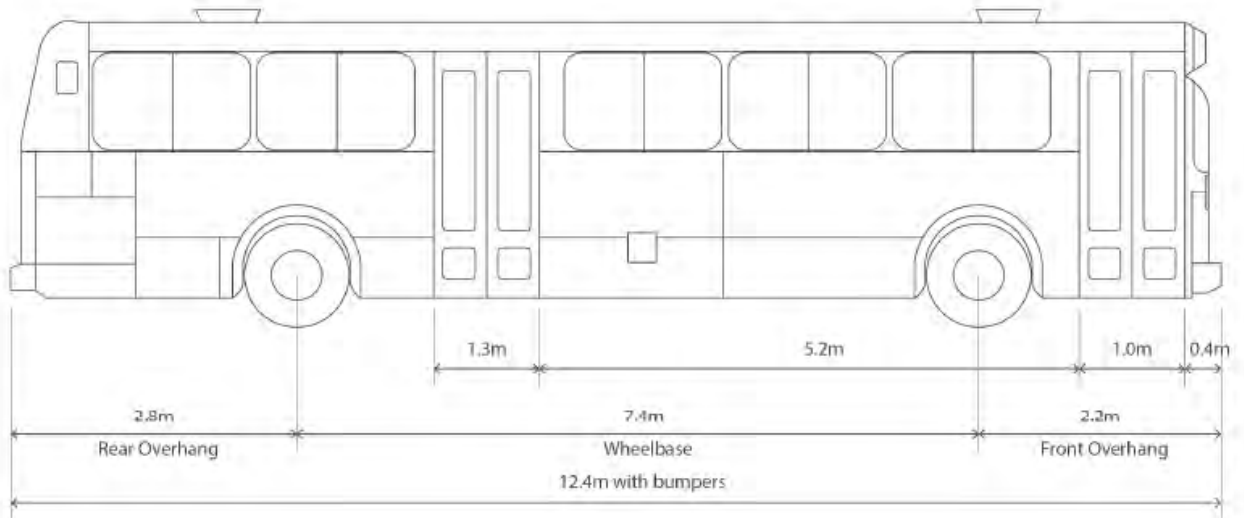 1.3m
5.2m
1.0m
0.4m
2.8m
7.4m
2.2m
Rear Overhang
Wheelbase
Front Overhang
12.4m with bumpers